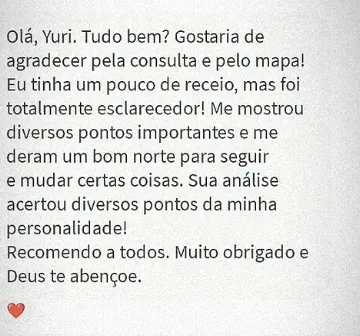 Olá, Yuri. Tudo bem? Gostaria de
agradecer pela consulta e pelo mapa!
Eu tinha um pouco de receio, mas foi
totalmente esclarecedor! Me mostrou
diversos pontos importantes e me
deram um bom norte para seguir
e mudar certas coisas. Sua análise
acertou diversos pontos da minha
personalidade!
Recomendo a todos. Muito obrigado e
Deus te abençoe.
❤️